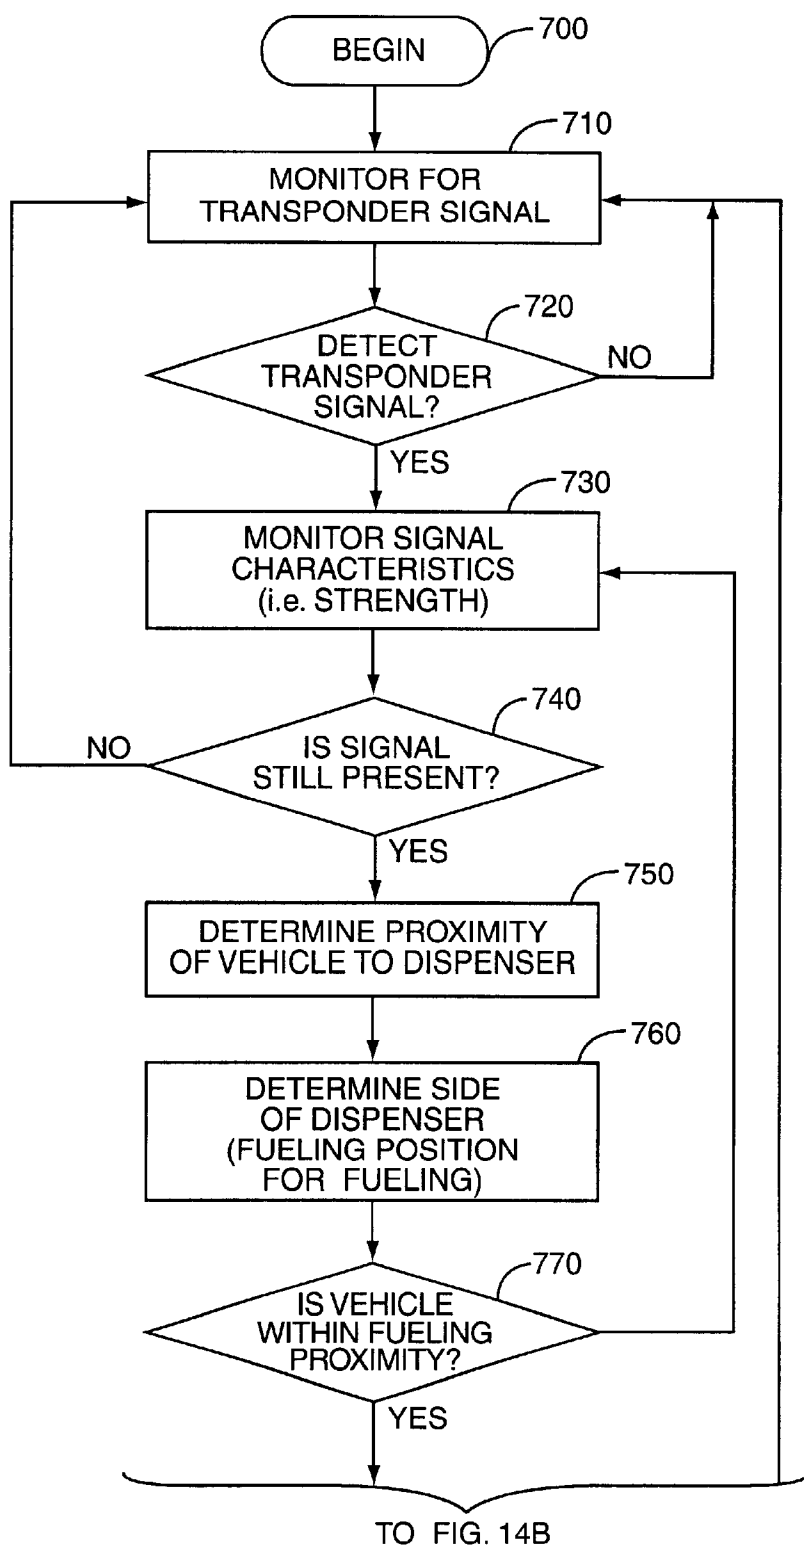 BEGIN
700
710
MONITOR FOR
TRANSPONDER SIGNAL
720
DETECT
TRANSPONDER
SIGNAL?
NO
YES
730
MONITOR SIGNAL
CHARACTERISTICS
(i.e. STRENGTH)
740
NO
IS SIGNAL
STILL PRESENT?
YES
750
DETERMINE PROXIMITY
OF VEHICLE TO DISPENSER
760
DETERMINE SIDE
OF DISPENSER
(FUELING POSITION
FOR FUELING)
770
IS VEHICLE
WITHIN FUELING
PROXIMITY?
YES
TO FIG. 14B